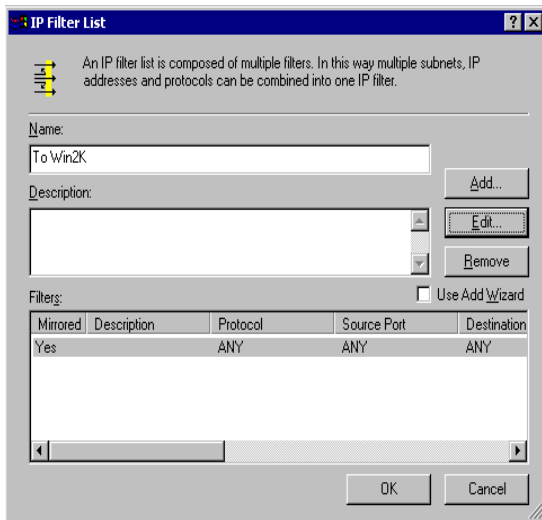 IP Filter List
An IP filter list is composed of multiple filters. In this way multiple subnets, IP
addresses and protocols can be combined into one IP filter.
Name:
To Win2K
Add...
Description:
Edit...
Remove
Filters:
Use Add Wizard
Mirrored Description Protocol Source Port Destination
Yes ANY ANY ANY
OK Cancel